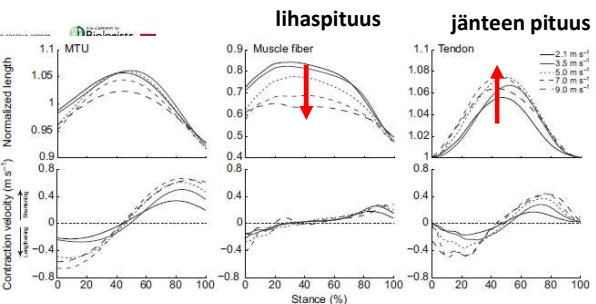 lihaspituus
jänteen pituus
THE COMPANY OF
Biologists
MTU
Muscle fiber
Tendon
2.1 m s⁻¹
3.5 m s⁻¹
5.0 m s⁻¹
7.0 m s⁻¹
9.0 m s⁻¹
Normalized length
1.1
1.05
1
0.95
0.9
0.9
0.8
0.7
0.6
0.5
0.4
1.1
1.08
1.06
1.04
1.02
1
Contraction velocity (m s⁻¹)
Shortening
Lengthening
0.8
0.4
0
−0.4
−0.8
0.8
0.4
0
−0.4
−0.8
0.8
0.4
0
−0.4
−0.8
0 20 40 60 80 100
0 20 40 60 80 100
0 20 40 60 80 100
Stance (%)